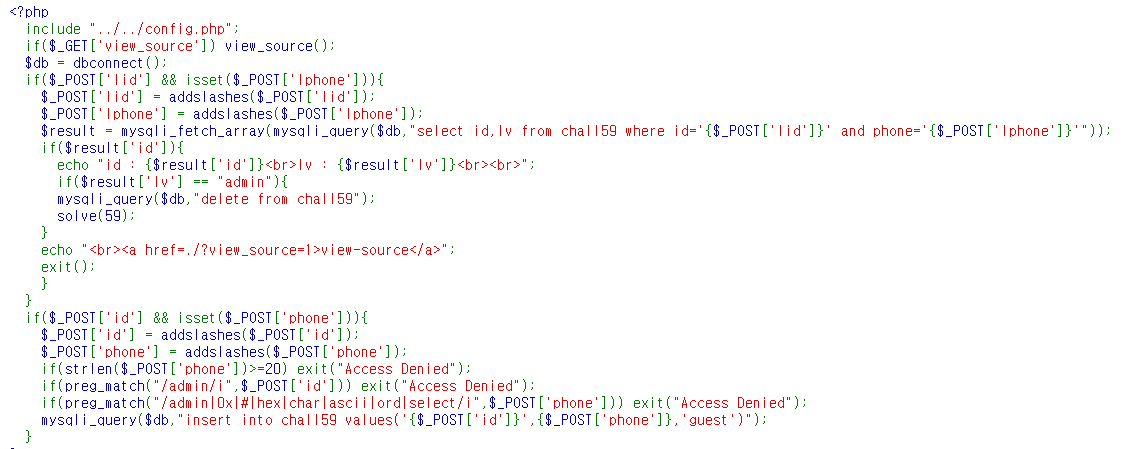 <?php
include "../../config.php";
if($_GET['view_source']) view_source();
$db = dbconnect();
if($_POST['lid'] && isset($_POST['lphone'])){
$_POST['lid'] = addslashes($_POST['lid']);
$_POST['lphone'] = addslashes($_POST['lphone']);
$result = mysqli_fetch_array(mysqli_query($db,"select id,lv from chall59 where id='{$_POST['lid']}' and phone='{$_POST['lphone']}'"));
if($result['id']){
echo "id : {$result['id']}<br>lv : {$result['lv']}<br><br>";
if($result['lv'] == "admin"){
mysqli_query($db,"delete from chall59");
solve(59);
}
echo "<br><a href=./?view_source=1>view-source</a>";
exit();
}
}
if($_POST['id'] && isset($_POST['phone'])){
$_POST['id'] = addslashes($_POST['id']);
$_POST['phone'] = addslashes($_POST['phone']);
if(strlen($_POST['phone'])>=20) exit("Access Denied");
if(preg_match("/admin/i",$_POST['id'])) exit("Access Denied");
if(preg_match("/admin|0x|#|hex|char|ascii|ord|select/i",$_POST['phone'])) exit("Access Denied");
mysqli_query($db,"insert into chall59 values('{$_POST['id']}',{$_POST['phone']},'guest')");
}